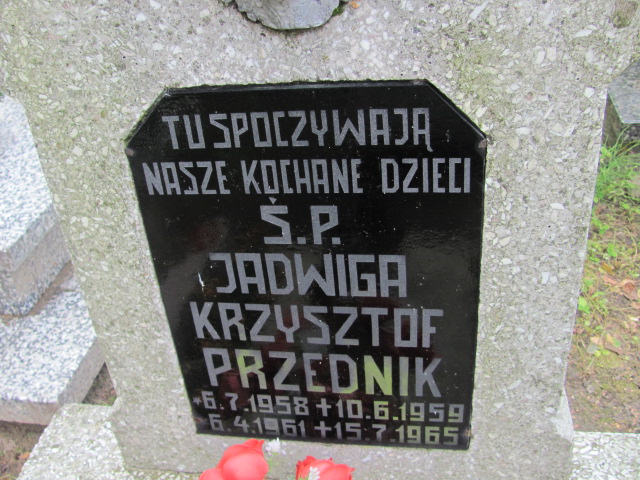 TU SPOCZYWAJĄ
NASZE KOCHANE DZIECI
Ś.P.
JADWIGA
KRZYSZTOF
PRZEDNIK
*6.7.1958 +10.6.1959
*6.4.1961 +15.7.1965